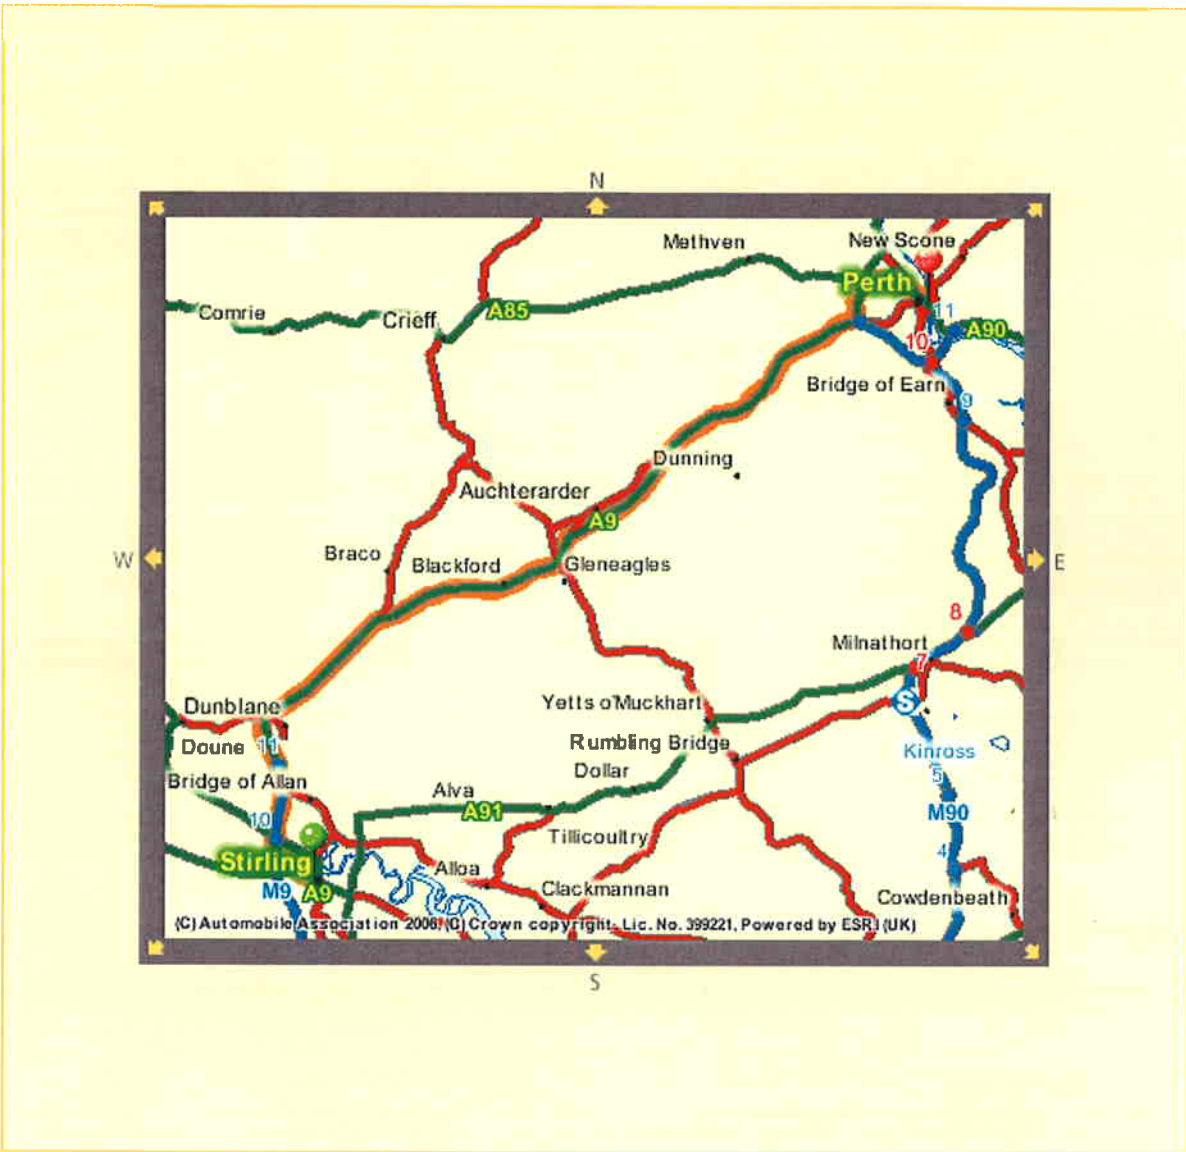 N
Methven
New Scone
Perth
Comrie
Crieff
A85
11
10
A90
Bridge of Earn
9
Dunning
Auchterarder
A9
W
Braco
Blackford
Gleneagles
E
8
Milnathort
7
Dunblane
Yetts o'Muckhart
S
Doune
11
Rumbling Bridge
Kinross
Bridge of Allan
Dollar
5
Alva
A91
M90
10
Tillicoultry
Stirling
Alloa
4
M9
A9
Clackmannan
Cowdenbeath
(C) Automobile Association 2006, (C) Crown copyright. Lic. No. 399221, Powered by ESRI (UK)
S